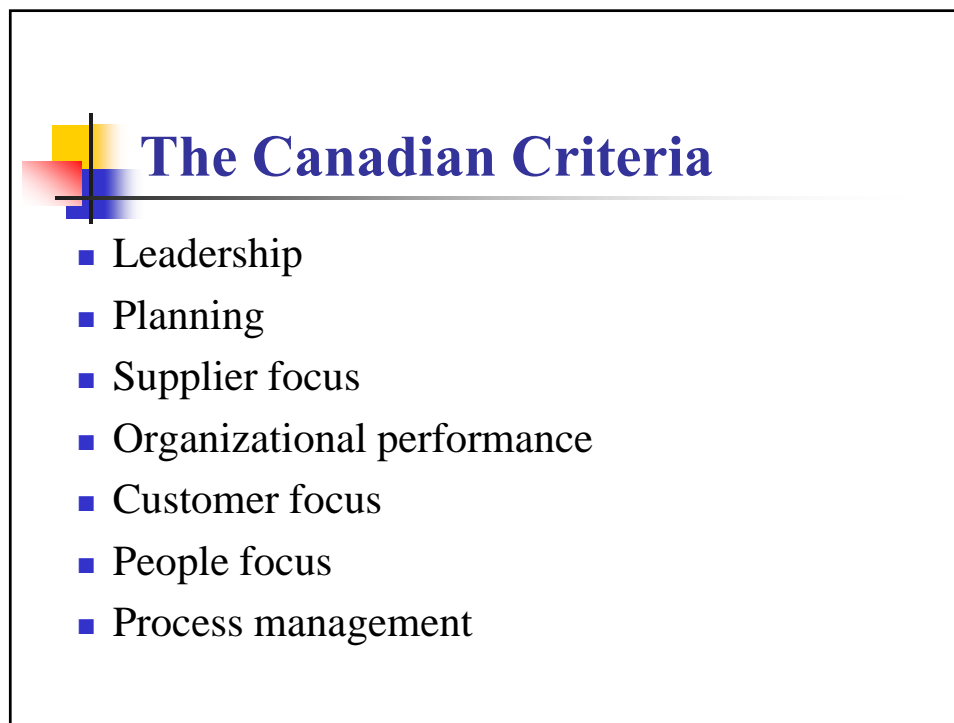 The Canadian Criteria
Leadership
Planning
Supplier focus
Organizational performance
Customer focus
People focus
Process management